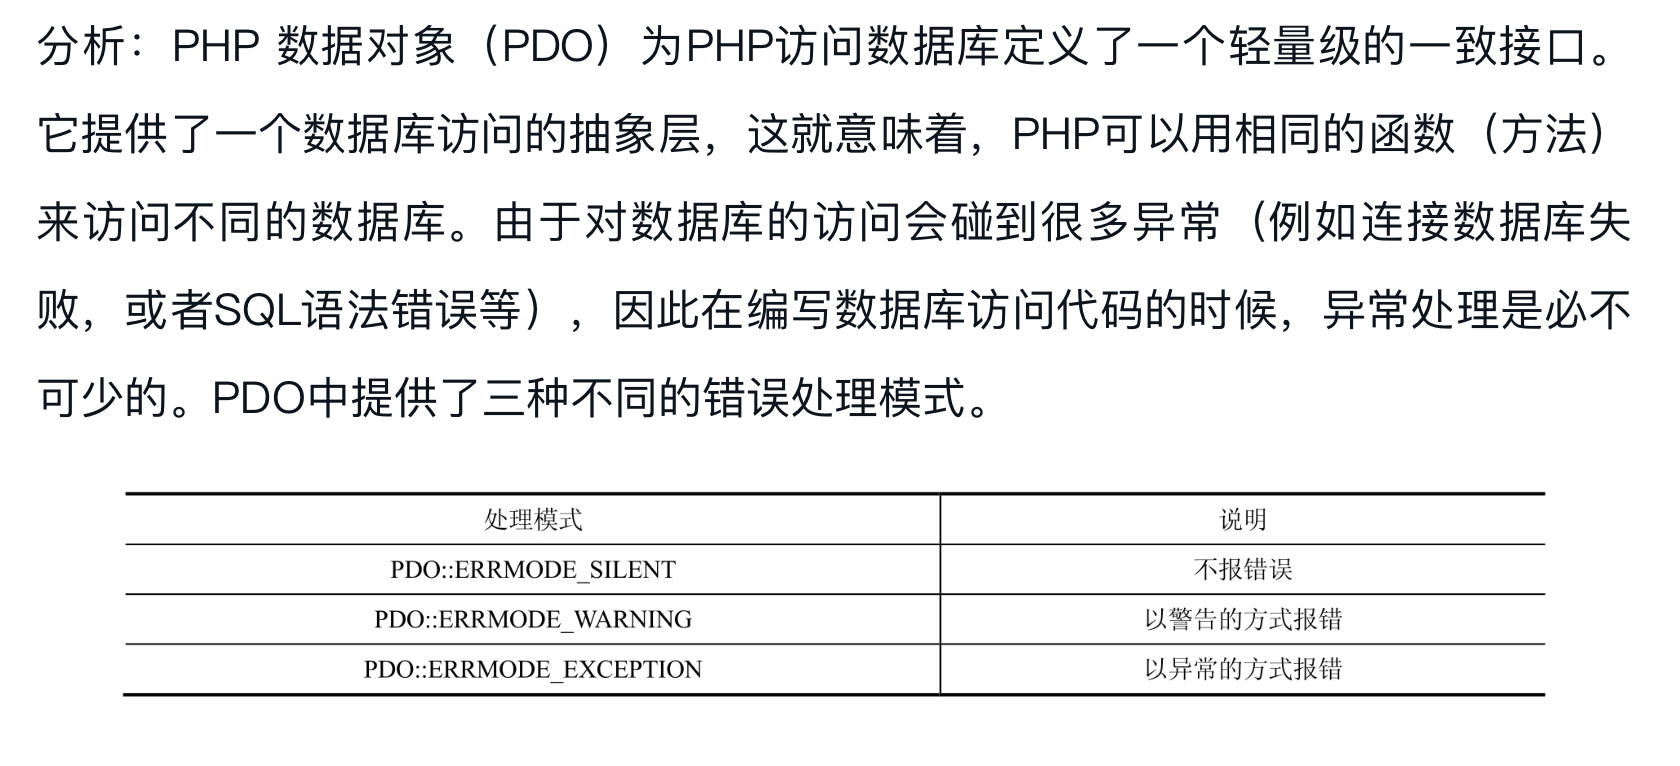 分析：PHP 数据对象（PDO）为PHP访问数据库定义了一个轻量级的一致接口。
它提供了一个数据库访问的抽象层，这就意味着，PHP可以用相同的函数（方法）
来访问不同的数据库。由于对数据库的访问会碰到很多异常（例如连接数据库失
败，或者SQL语法错误等），因此在编写数据库访问代码的时候，异常处理是必不
可少的。PDO中提供了三种不同的错误处理模式。
处理模式 说明
PDO::ERRMODE_SILENT 不报错误
PDO::ERRMODE_WARNING 以警告的方式报错
PDO::ERRMODE_EXCEPTION 以异常的方式报错